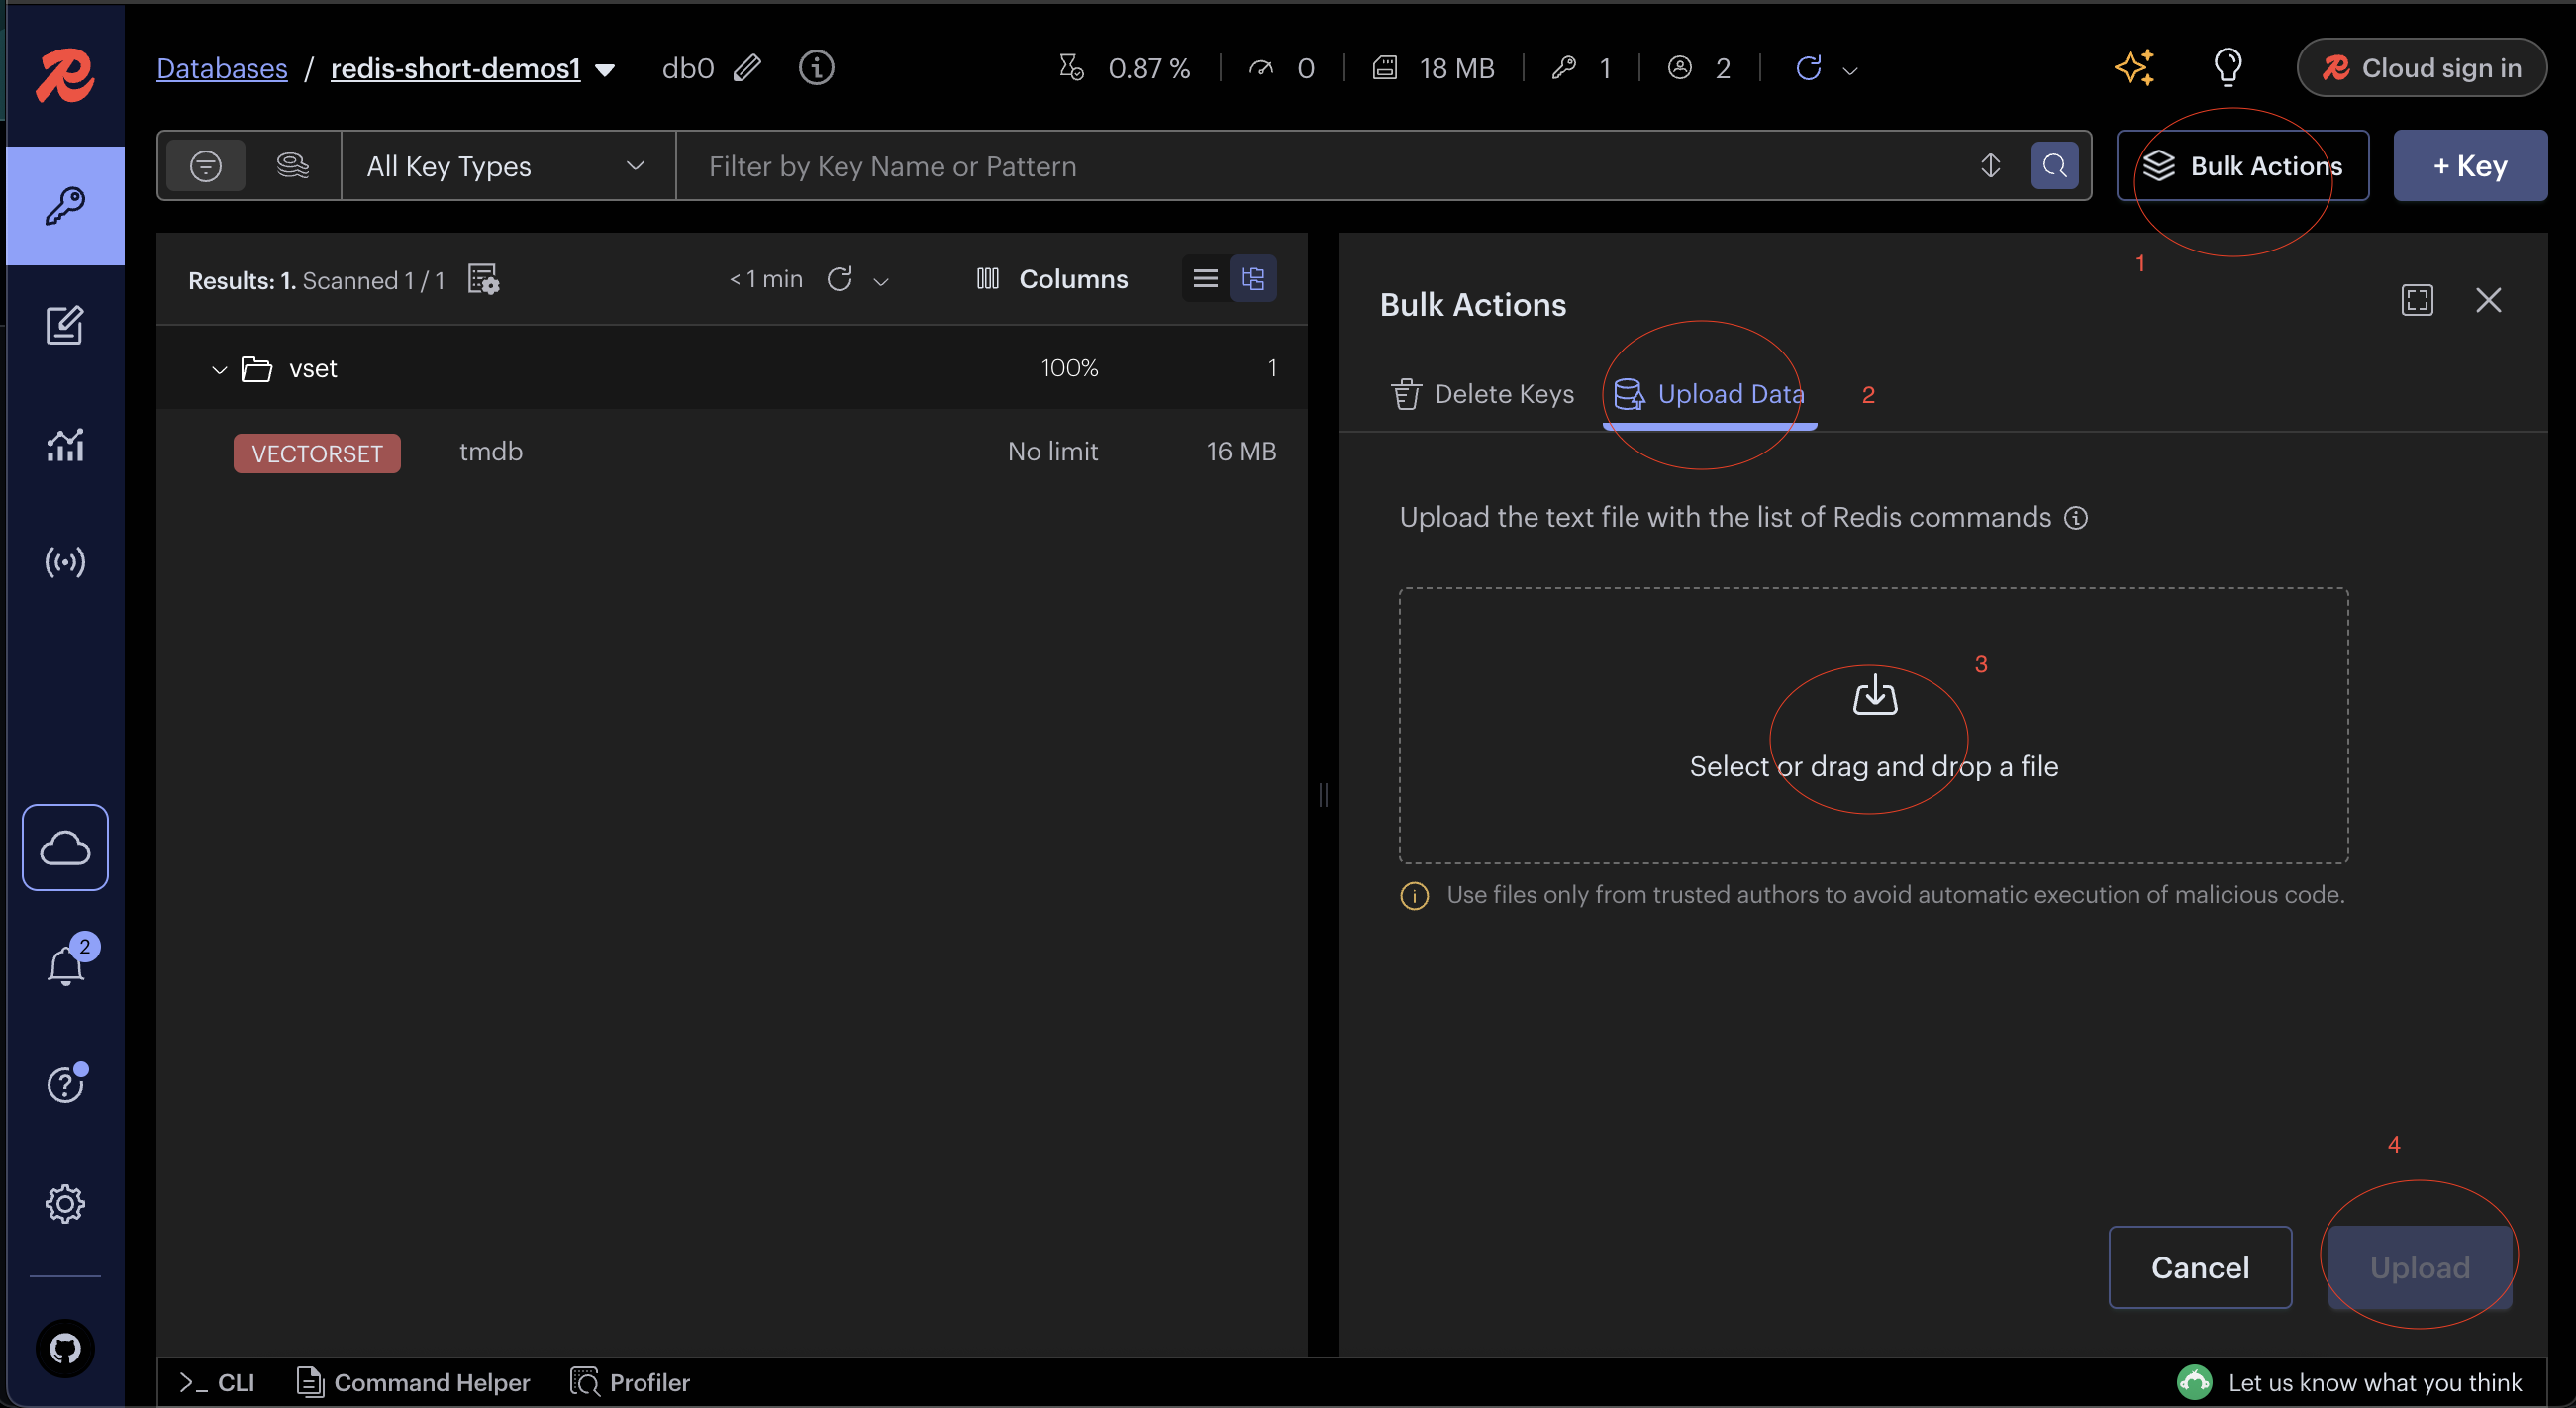 Databases / redis-short-demos1 db0 0.87 % 0 18 MB 1 2 Cloud sign in
All Key Types Filter by Key Name or Pattern Bulk Actions + Key
1
Results: 1. Scanned 1 / 1 < 1 min Columns
vset 100% 1
VECTORSET tmdb No limit 16 MB
Bulk Actions
Delete Keys Upload Data 2
Upload the text file with the list of Redis commands
3
Select or drag and drop a file
Use files only from trusted authors to avoid automatic execution of malicious code.
2
4
Cancel Upload
CLI Command Helper Profiler Let us know what you think